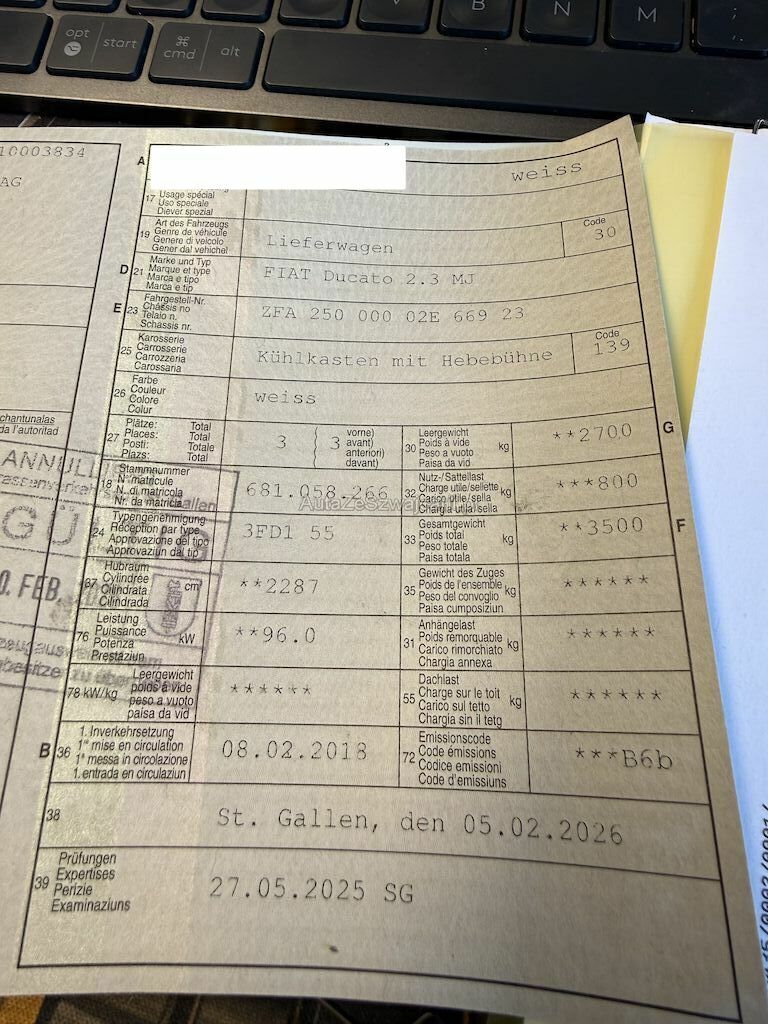 B
N
M
;
:
opt
start
⌘
cmd
alt
10003834
AG
A
weiss
17
Usage spécial
Uso speciale
Diever spezial
19
Art des Fahrzeugs
Genre de véhicule
Genere di veicolo
Gener dal vehichel
Lieferwagen
Code
30
D
21
Marke und Typ
Marque et type
Marca e tipo
Marca e tip
FIAT Ducato 2.3 MJ
E
23
Fahrgestell-Nr.
Châssis no
Telaio n.
Schassis nr.
ZFA 250 000 02E 669 23
25
Karosserie
Carrosserie
Carrozzeria
Carossaria
Kühlkasten mit Hebebühne
Code
139
26
Farbe
Couleur
Colore
Colur
weiss
27
Plätze: Total
Places: Total
Posti: Totale
Plazs: Total
3
3
vorne)
avant)
anteriori)
davant)
30
Leergewicht
Poids à vide
Peso a vuoto
Paisa da vid
kg
**2700
G
18
Stammnummer
N° matricule
N. di matricola
Nr. da matricla
681.058.266
32
Nutz-/Sattellast
Charge utile/sellette
Carico utile/sella
Chargia utila/sella
kg
***800
24
Typengenehmigung
Réception par type
Approvazione del tipo
Approvaziun dal tip
3FD1 55
33
Gesamtgewicht
Poids total
Peso totale
Paisa totala
kg
**3500
F
37
Hubraum
Cylindrée
Cilindrata
Cilindrada
cm³
**2287
35
Gewicht des Zuges
Poids de l'ensemble
Peso del convoglio
Paisa cumposiziun
kg
******
76
Leistung
Puissance
Potenza
Prestaziun
kW
**96.0
31
Anhängelast
Poids remorquable
Carico rimorchiato
Chargia annexa
kg
******
78 kW/kg
Leergewicht
poids à vide
peso a vuoto
paisa da vid
******
55
Dachlast
Charge sur le toit
Carico sul tetto
Chargia sin il tetg
kg
******
B
36
1. Inverkehrsetzung
1re mise en circulation
1a messa in circolazione
1. entrada en circulaziun
08.02.2018
72
Emissionscode
Code émissions
Codice emissioni
Code d'emissiuns
***B6b
38
St. Gallen, den 05.02.2026
39
Prüfungen
Expertises
Perizie
Examinaziuns
27.05.2025 SG
chantunalas
da l'autoritad
ANNULL
Gallen
0. FEB.